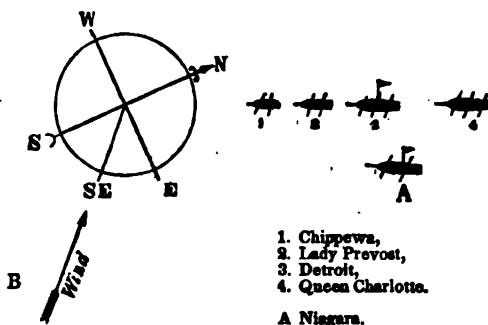 W
N
S
SE
E
1
2
3
4
A
B
Wind
1. Chippewa,
2. Lady Prevost,
3. Detroit,
4. Queen Charlotte.
A Niagara.